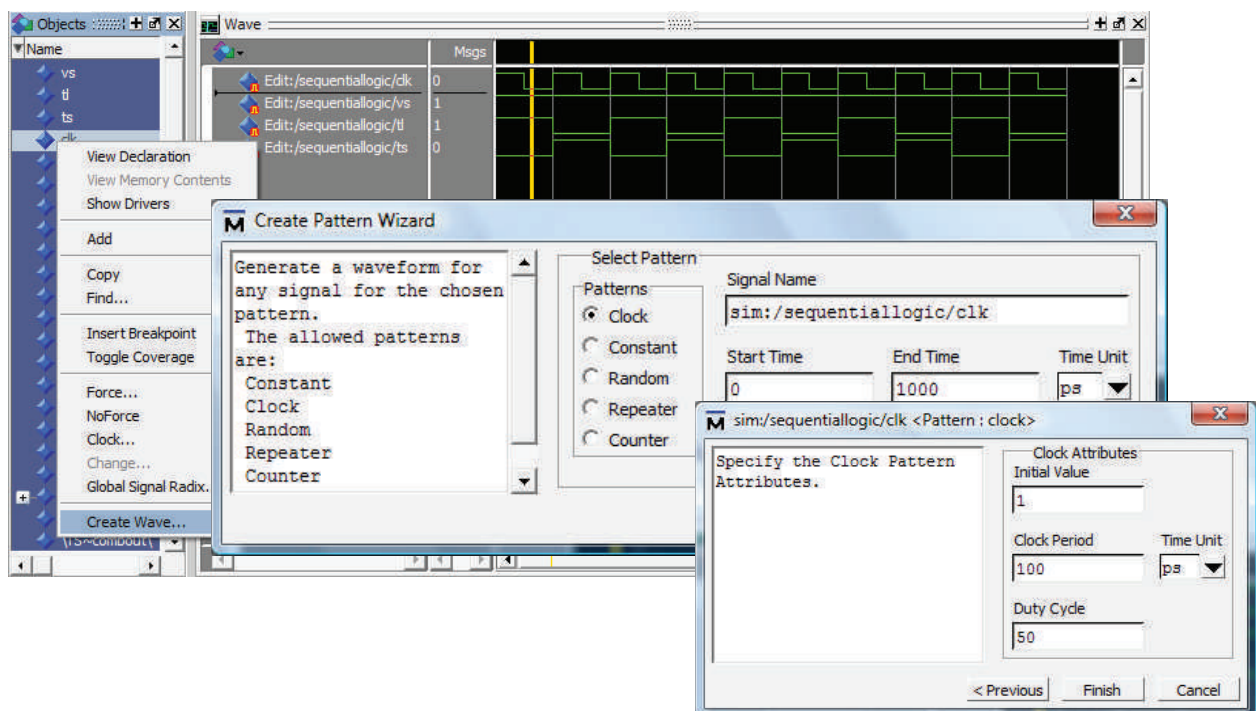 Objects
Name
vs
tl
ts
clk
View Declaration
View Memory Contents
Show Drivers
Add
Copy
Find...
Insert Breakpoint
Toggle Coverage
Force...
NoForce
Clock...
Change...
Global Signal Radix.
Create Wave...
\TS~combout\
Wave
Msgs
Edit:/sequentiallogic/clk 0
Edit:/sequentiallogic/vs 1
Edit:/sequentiallogic/tl 1
Edit:/sequentiallogic/ts 0
Create Pattern Wizard
Generate a waveform for
any signal for the chosen
pattern.
The allowed patterns
are:
Constant
Clock
Random
Repeater
Counter
Select Pattern
Patterns
Clock
Constant
Random
Repeater
Counter
Signal Name
sim:/sequentiallogic/clk
Start Time End Time Time Unit
0 1000 ps
sim:/sequentiallogic/clk <Pattern : clock>
Specify the Clock Pattern
Attributes.
Clock Attributes
Initial Value
1
Clock Period Time Unit
100 ps
Duty Cycle
50
< Previous Finish Cancel